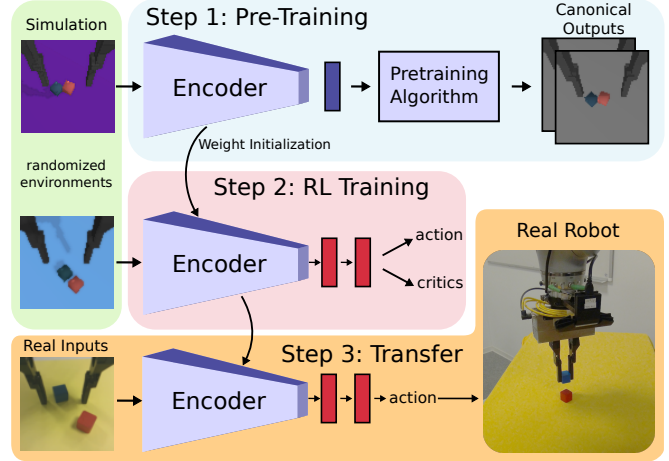 Simulation
Step 1: Pre-Training
Canonical
Outputs
Encoder
Pretraining
Algorithm
Weight Initialization
randomized
environments
Step 2: RL Training
Encoder
action
critics
Real Robot
Real Inputs
Step 3: Transfer
Encoder
action